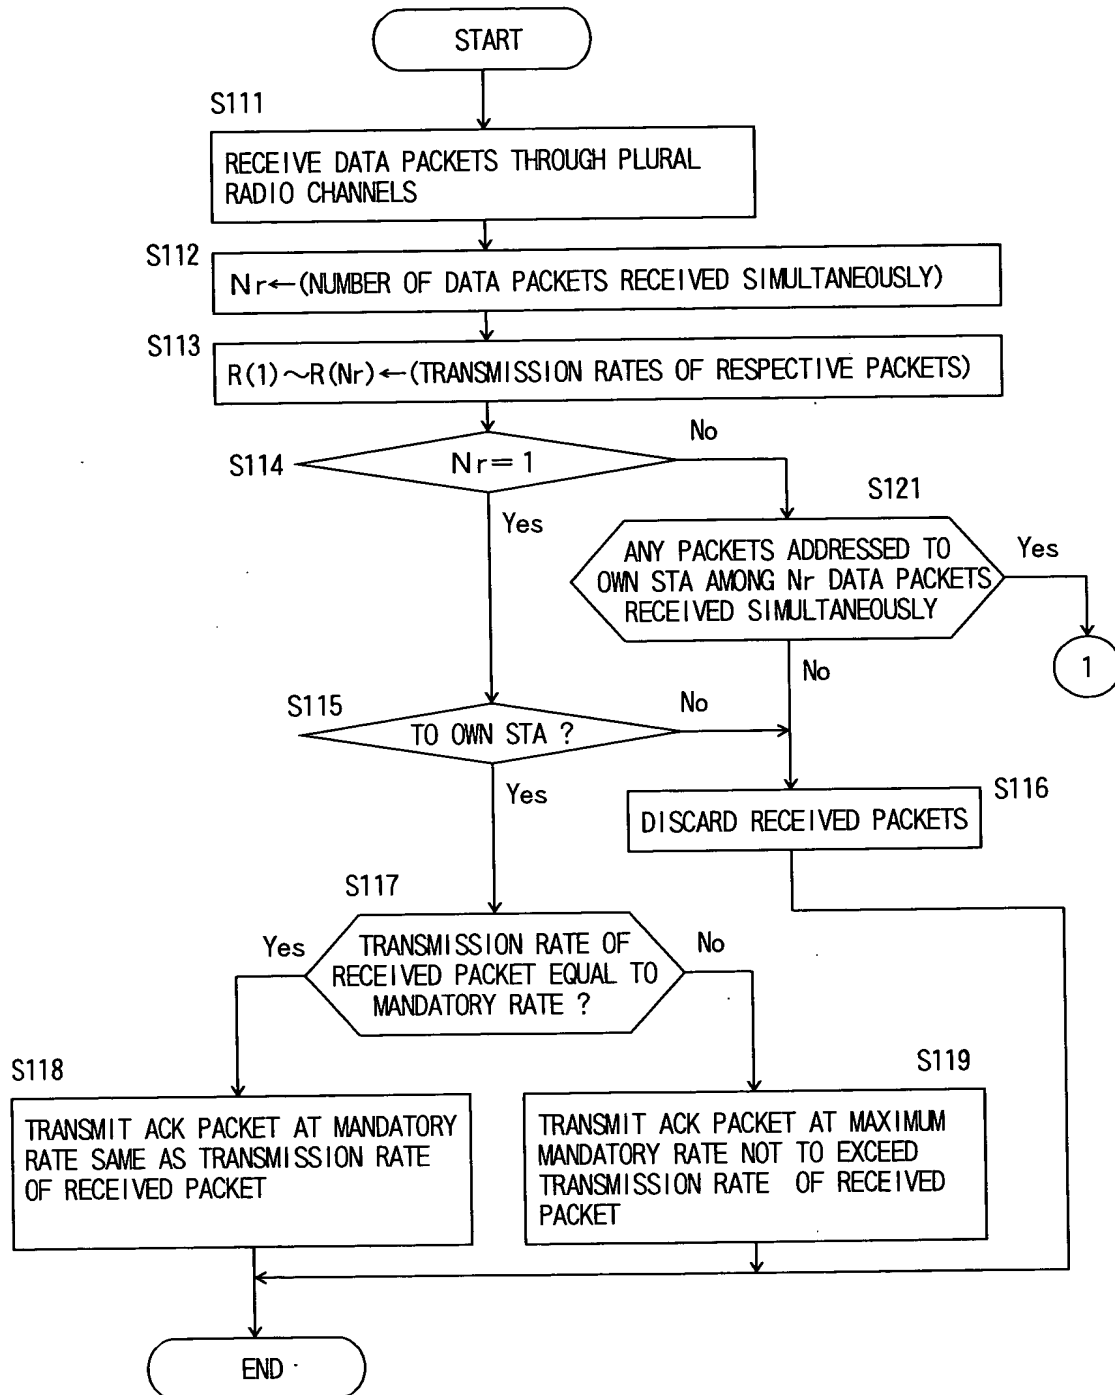 START
S111
RECEIVE DATA PACKETS THROUGH PLURAL
RADIO CHANNELS
S112
Nr←(NUMBER OF DATA PACKETS RECEIVED SIMULTANEOUSLY)
S113
R(1)~R(Nr)←(TRANSMISSION RATES OF RESPECTIVE PACKETS)
No
S114
Nr=1
S121
Yes
ANY PACKETS ADDRESSED TO
OWN STA AMONG Nr DATA PACKETS
RECEIVED SIMULTANEOUSLY
Yes
1
No
S115
TO OWN STA ?
No
Yes
S116
DISCARD RECEIVED PACKETS
S117
Yes
TRANSMISSION RATE OF
RECEIVED PACKET EQUAL TO
MANDATORY RATE ?
No
S118
TRANSMIT ACK PACKET AT MANDATORY
RATE SAME AS TRANSMISSION RATE
OF RECEIVED PACKET
S119
TRANSMIT ACK PACKET AT MAXIMUM
MANDATORY RATE NOT TO EXCEED
TRANSMISSION RATE OF RECEIVED
PACKET
END